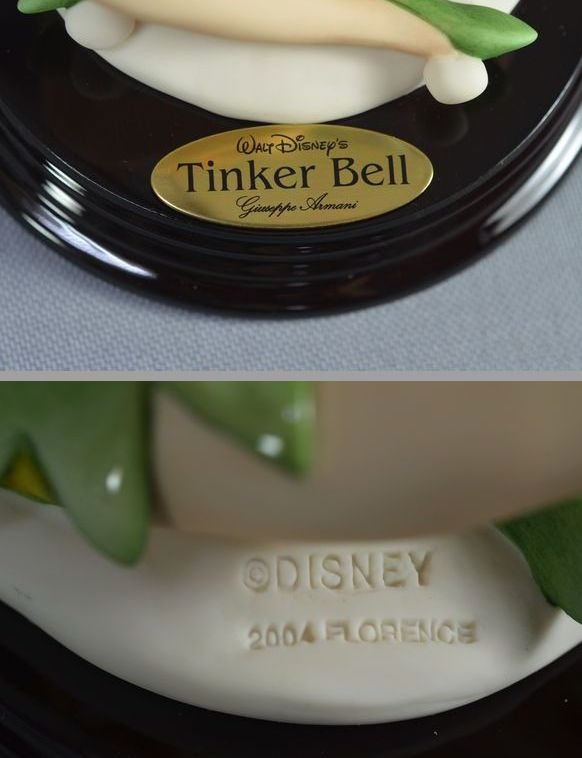 Walt Disney's
Tinker Bell
Giuseppe Armani
©DISNEY
2004 FLORENCE